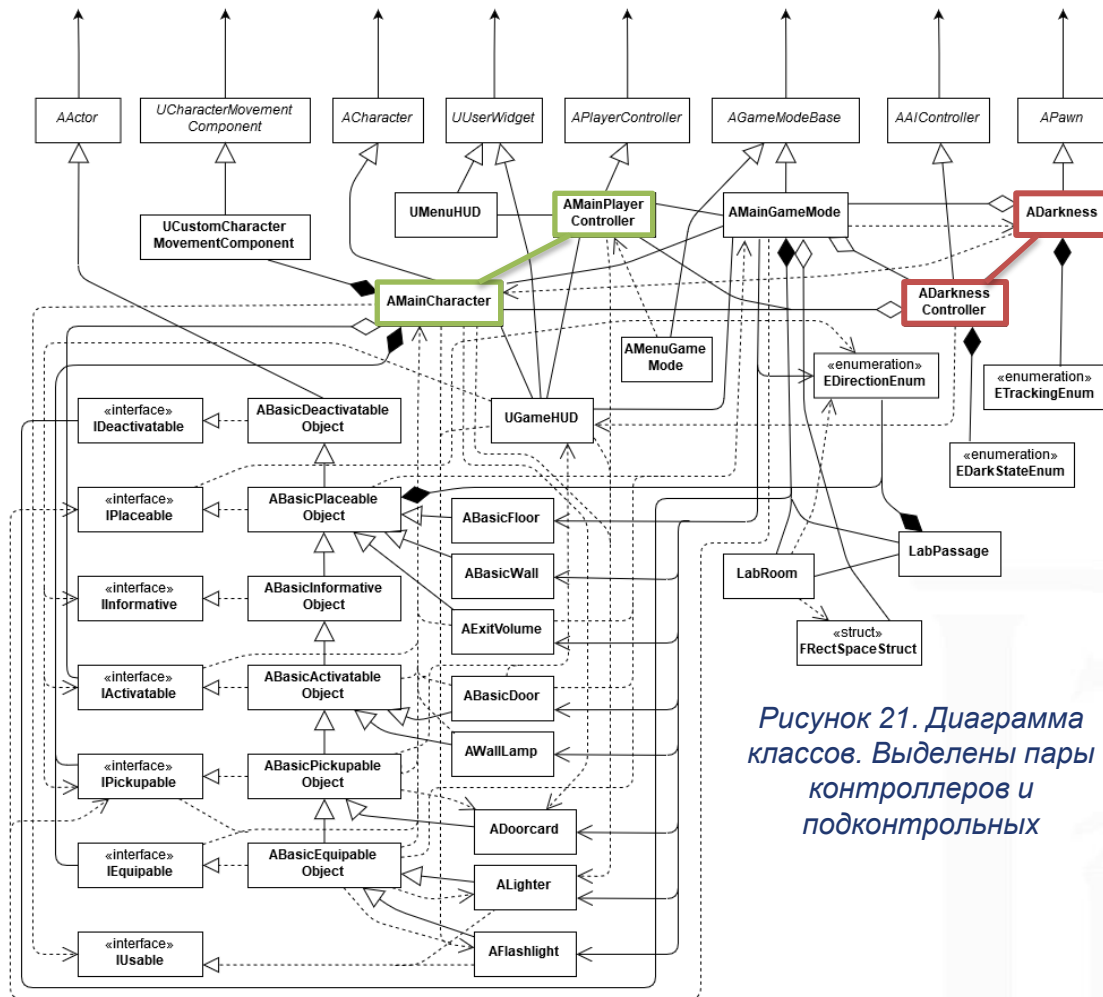 AActor
UCharacterMovement
Component
ACharacter
UUserWidget
APlayerController
AGameModeBase
AAIController
APawn
UMenuHUD
AMainPlayer
Controller
AMainGameMode
ADarkness
UCustomCharacter
MovementComponent
AMainCharacter
ADarkness
Controller
AMenuGame
Mode
«enumeration»
EDirectionEnum
«enumeration»
ETrackingEnum
«interface»
IDeactivatable
ABasicDeactivatable
Object
UGameHUD
«enumeration»
EDarkStateEnum
«interface»
IPlaceable
ABasicPlaceable
Object
ABasicFloor
LabPassage
ABasicWall
LabRoom
«interface»
IInformative
ABasicInformative
Object
AExitVolume
«struct»
FRectSpaceStruct
«interface»
IActivatable
ABasicActivatable
Object
ABasicDoor
AWallLamp
«interface»
IPickupable
ABasicPickupable
Object
ADoorcard
«interface»
IEquipable
ABasicEquipable
Object
ALighter
«interface»
IUsable
AFlashlight
Рисунок 21. Диаграмма
классов. Выделены пары
контроллеров и
подконтрольных